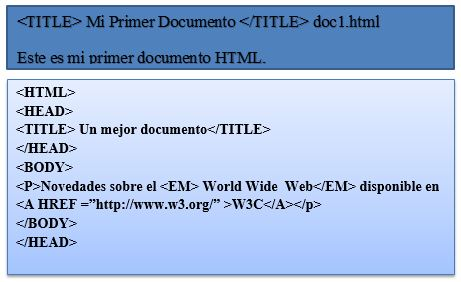 <TITLE> Mi Primer Documento </TITLE> doc1.html
Este es mi primer documento HTML.
<HTML>
<HEAD>
<TITLE> Un mejor documento</TITLE>
</HEAD>
<BODY>
<P>Novedades sobre el <EM> World Wide  Web</EM> disponible en
<A HREF =”http://www.w3.org/” >W3C</A></p>
</BODY>
</HEAD>